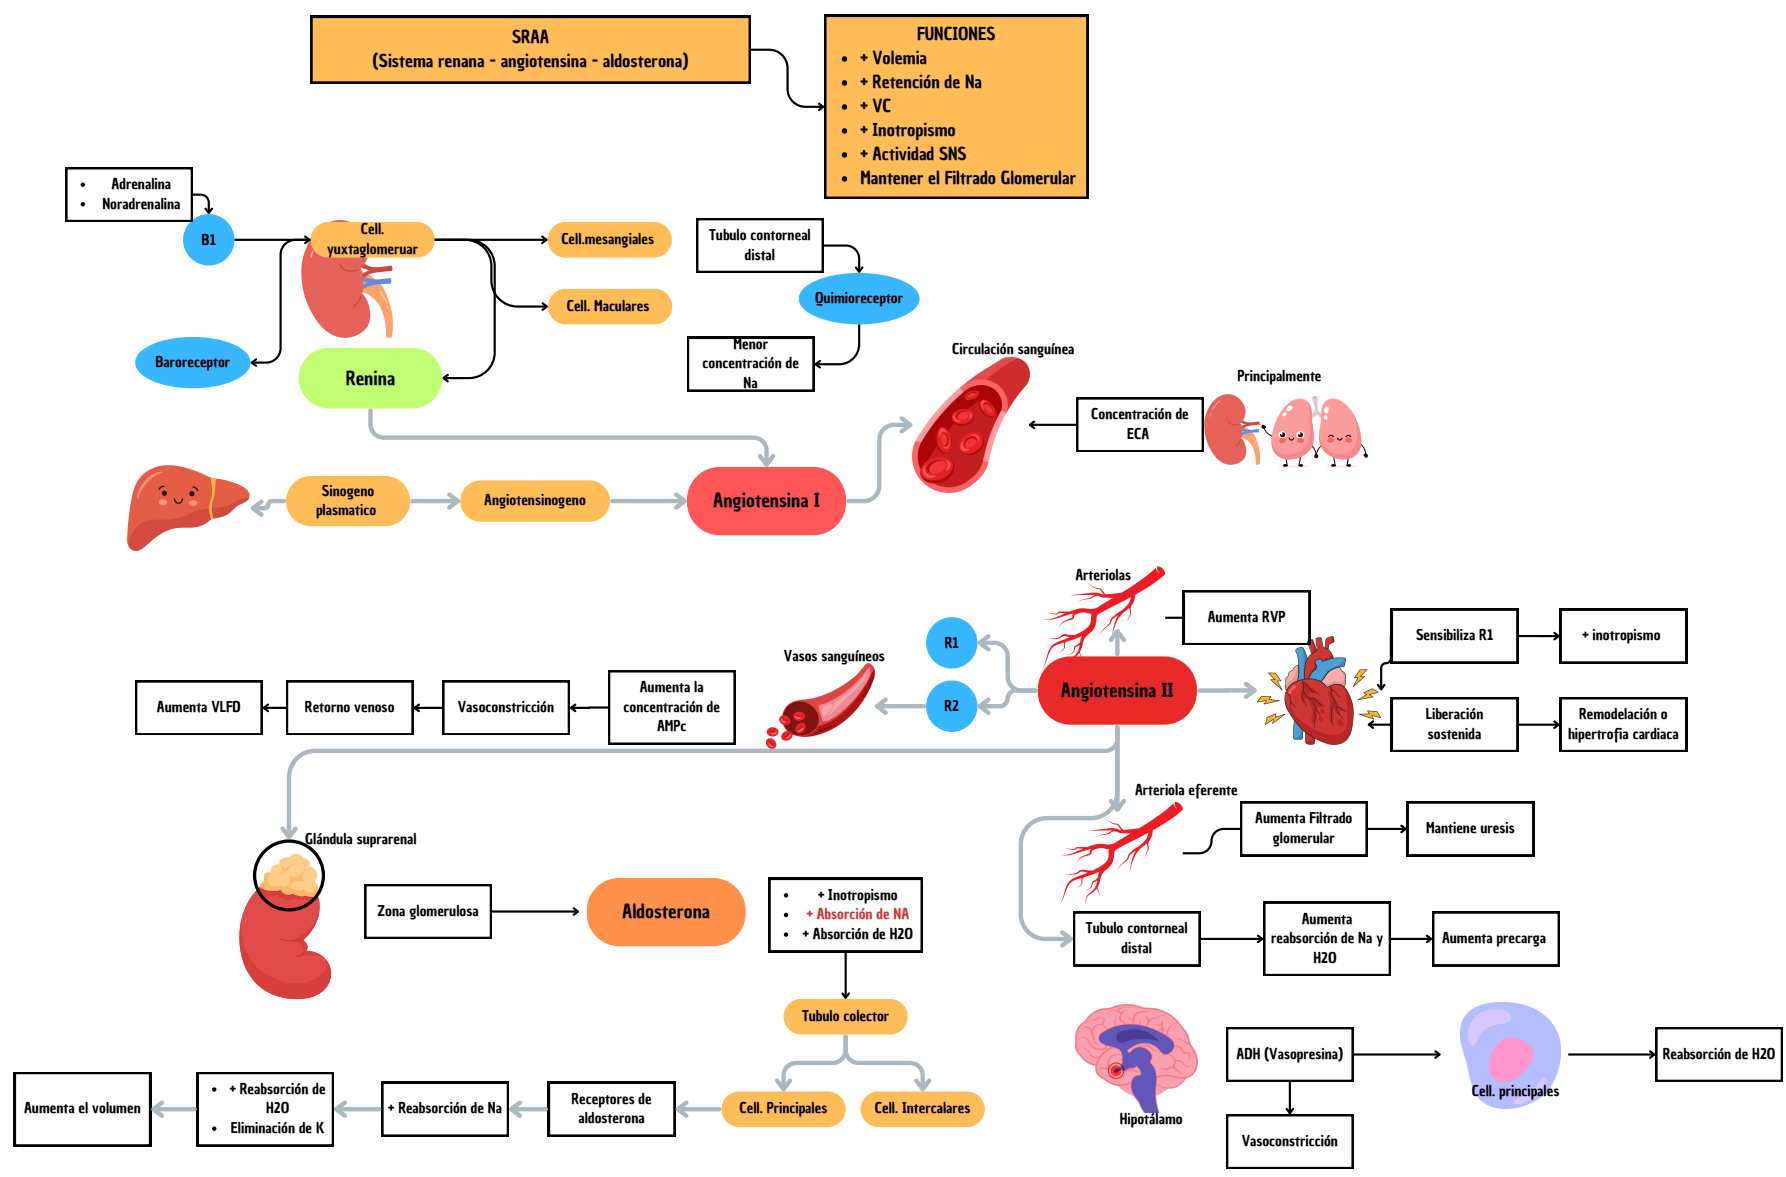 SRAA
(Sistema renana - angiotensina - aldosterona)
FUNCIONES
+ Volemia
+ Retención de Na
+ VC
+ Inotropismo
+ Actividad SNS
Mantener el Filtrado Glomerular
Adrenalina
Noradrenalina
B1
Cell.
yuxtaglomeruar
Cell.mesangiales
Cell. Maculares
Baroreceptor
Renina
Tubulo contorneal
distal
Quimioreceptor
Menor
concentración de
Na
Circulación sanguínea
Concentración de
ECA
Principalmente
Sinogeno
plasmatico
Angiotensinogeno
Angiotensina I
Arteriolas
Aumenta RVP
R1
R2
Angiotensina II
Sensibiliza R1
+ inotropismo
Liberación
sostenida
Remodelación o
hipertrofia cardiaca
Vasos sanguíneos
Aumenta la
concentración de
AMPc
Vasoconstricción
Retorno venoso
Aumenta VLFD
Arteriola eferente
Aumenta Filtrado
glomerular
Mantiene uresis
Glándula suprarenal
Zona glomerulosa
Aldosterona
+ Inotropismo
+ Absorción de NA
+ Absorción de H2O
Tubulo contorneal
distal
Aumenta
reabsorción de Na y
H2O
Aumenta precarga
Tubulo colector
Cell. Principales
Cell. Intercalares
Receptores de
aldosterona
+ Reabsorción de Na
+ Reabsorción de
H2O
Eliminación de K
Aumenta el volumen
Hipotálamo
ADH (Vasopresina)
Vasoconstricción
Cell. principales
Reabsorción de H2O